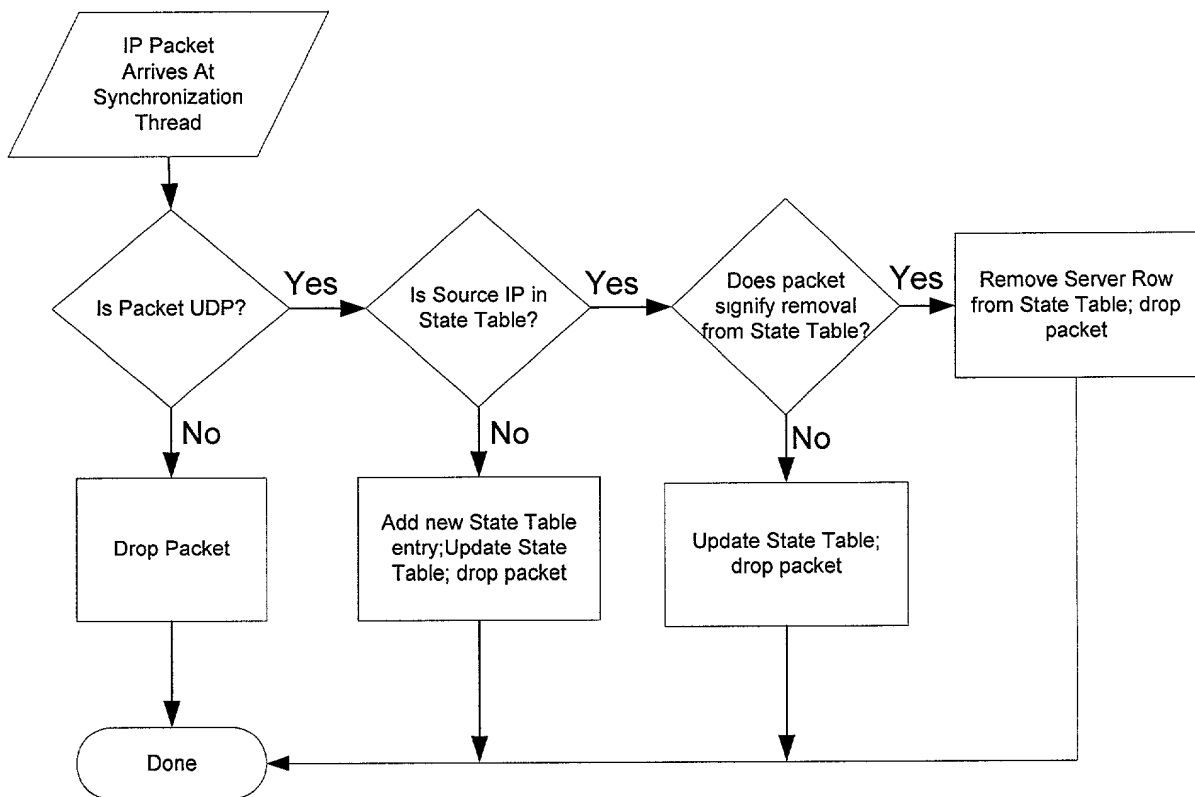 IP Packet
Arrives At
Synchronization
Thread
Is Packet UDP?
Yes
Is Source IP in
State Table?
Yes
Does packet
signify removal
from State Table?
Yes
Remove Server Row
from State Table; drop
packet
No
No
No
Drop Packet
Add new State Table
entry;Update State
Table; drop packet
Update State Table;
drop packet
Done